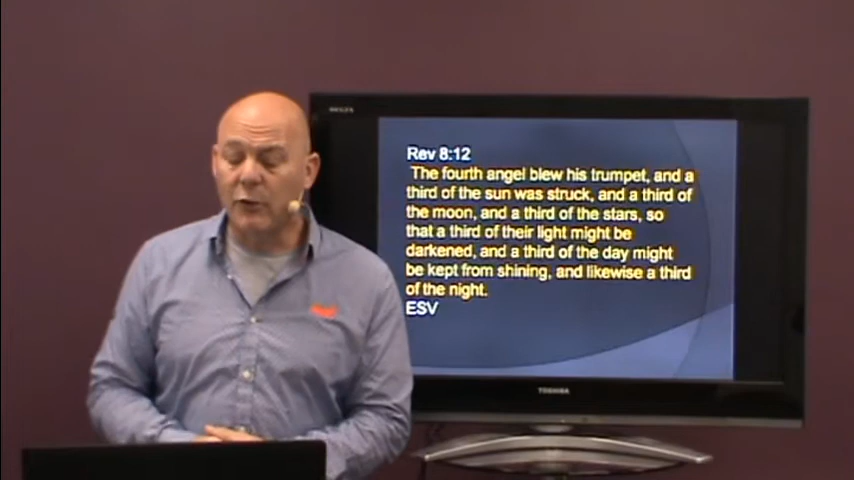 Rev 8:12
The fourth angel blew his trumpet, and a
third of the sun was struck, and a third of
the moon, and a third of the stars, so
that a third of their light might be
darkened, and a third of the day might
be kept from shining, and likewise a third
of the night.
ESV
TOSHIBA